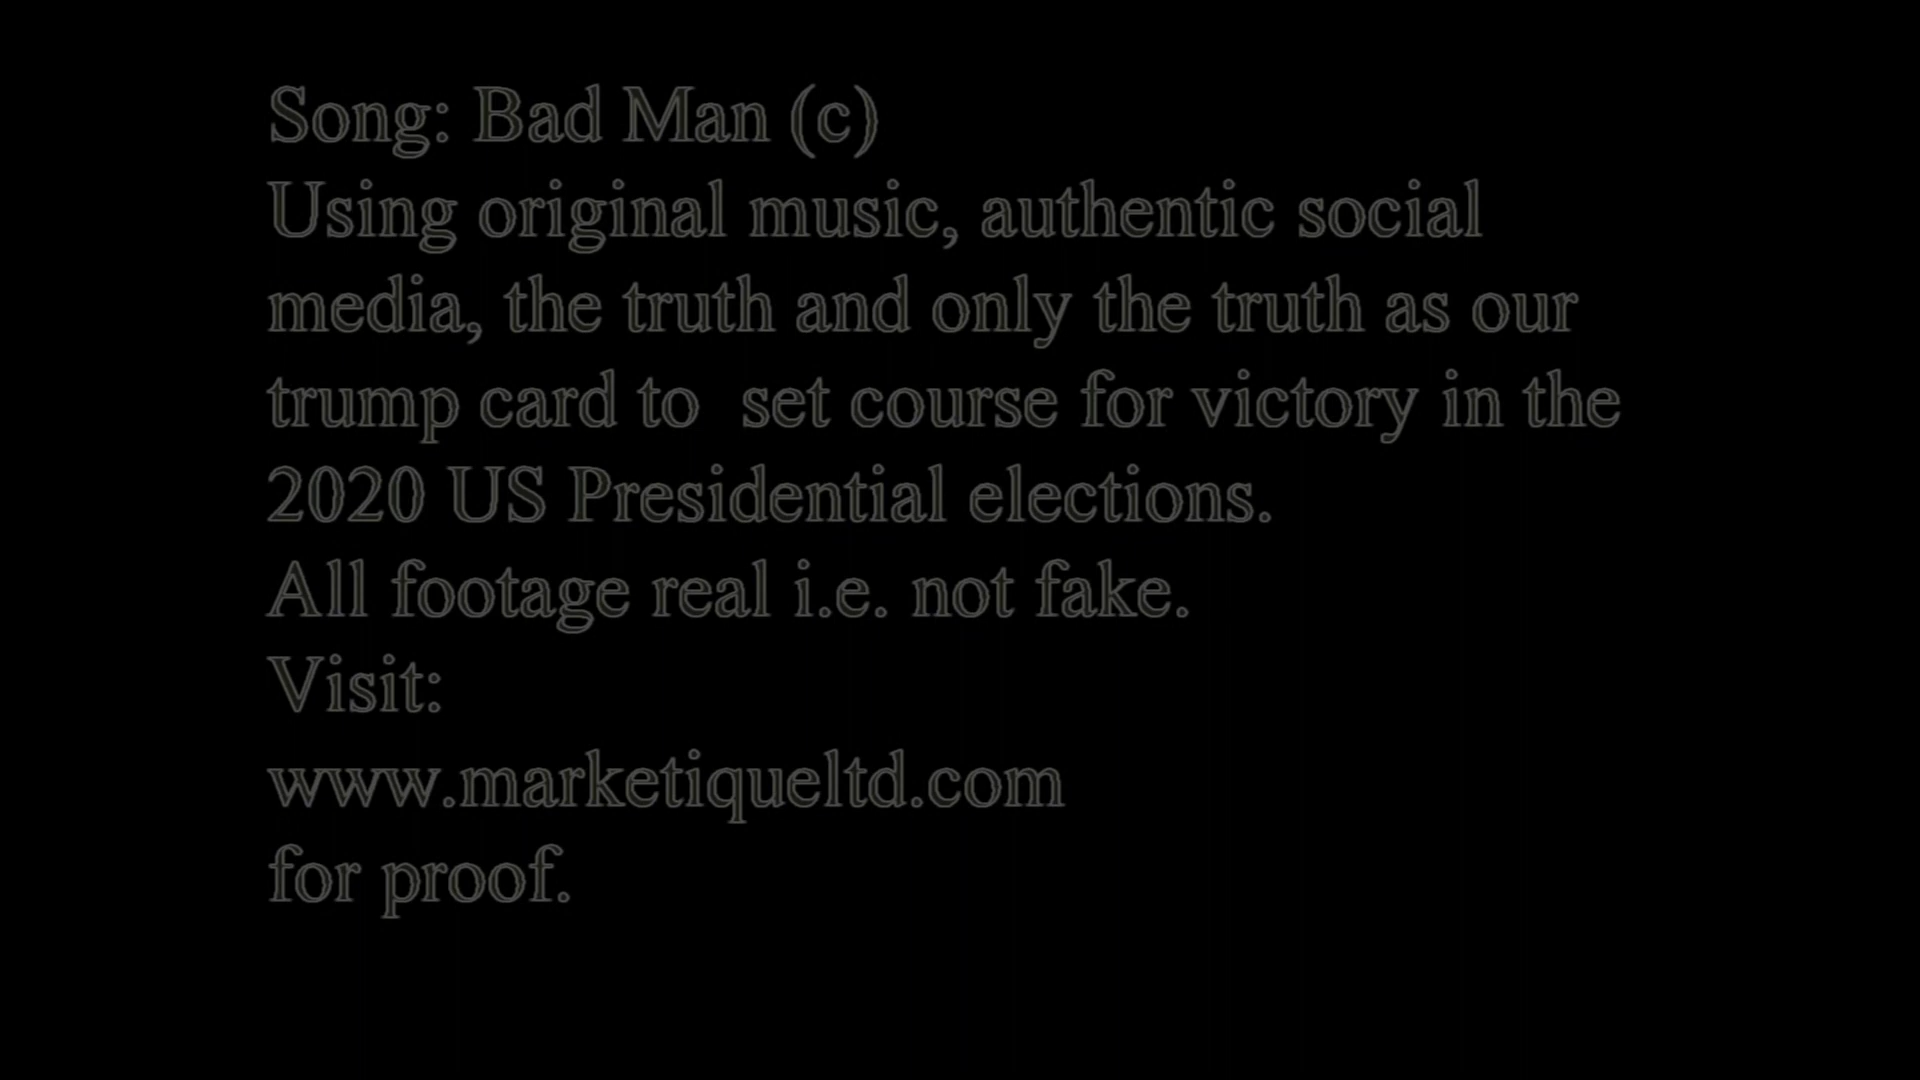 Song: Bad Man (c)
Using original music, authentic social
media, the truth and only the truth as our
trump card to  set course for victory in the
2020 US Presidential elections.
All footage real i.e. not fake.
Visit:
www.marketiqueltd.com
for proof.